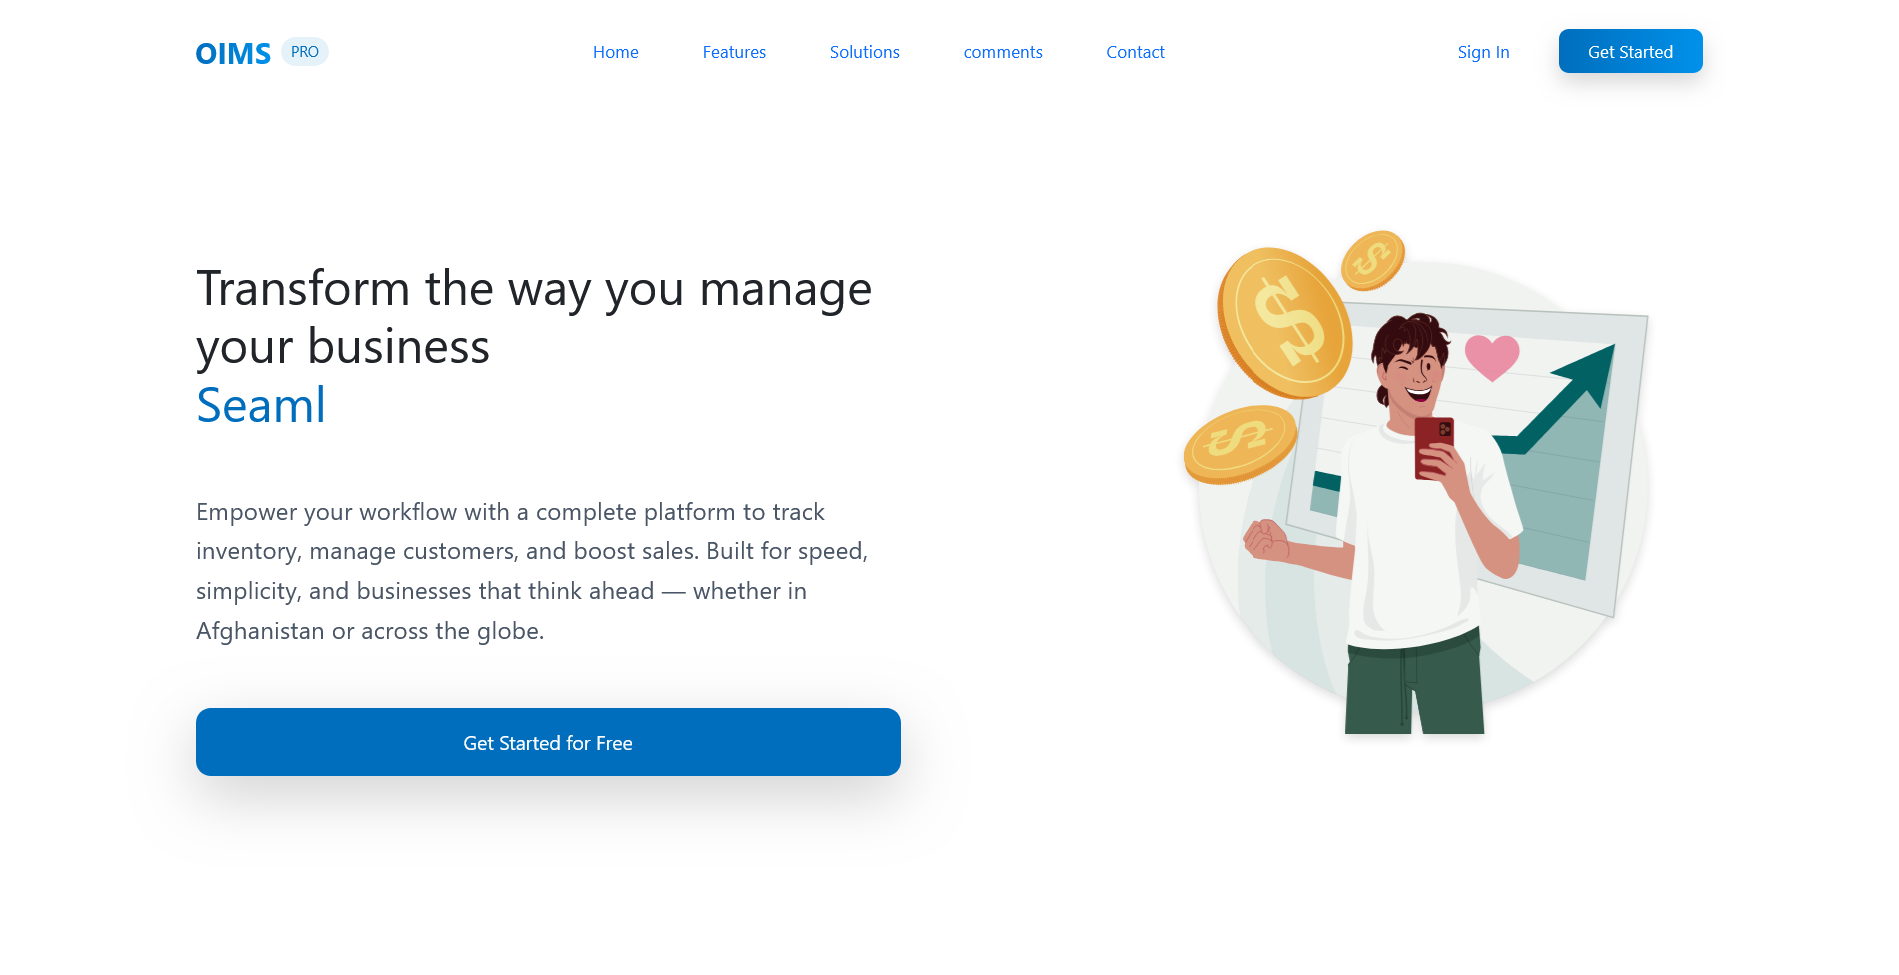 OIMS PRO
Home Features Solutions comments Contact
Sign In Get Started
Transform the way you manage
your business
Seaml
Empower your workflow with a complete platform to track
inventory, manage customers, and boost sales. Built for speed,
simplicity, and businesses that think ahead — whether in
Afghanistan or across the globe.
Get Started for Free
$
$
$